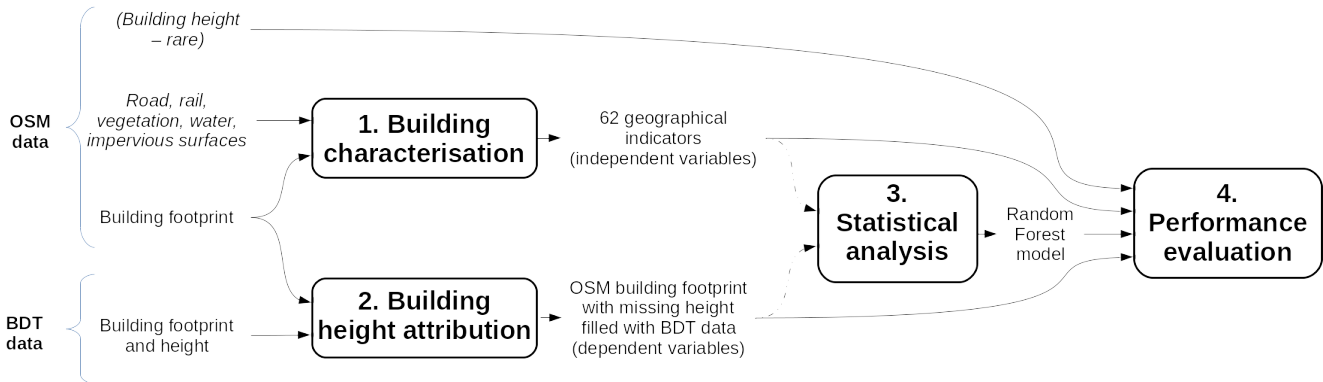 (Building height
– rare)
OSM
data
Road, rail,
vegetation, water,
impervious surfaces
Building footprint
BDT
data
Building footprint
and height
1. Building
characterisation
2. Building
height attribution
62 geographical
indicators
(independent variables)
OSM building footprint
with missing height
filled with BDT data
(dependent variables)
3.
Statistical
analysis
Random
Forest
model
4.
Performance
evaluation